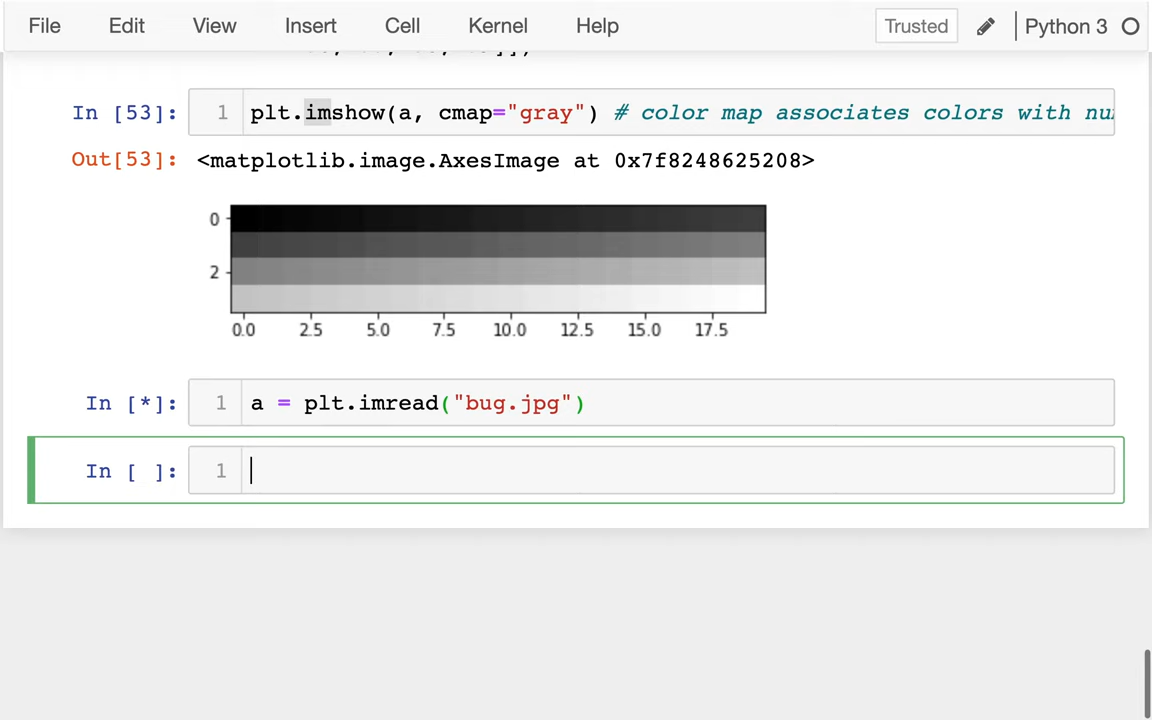 File Edit View Insert Cell Kernel Help Trusted Python 3
In [53]: 1 plt.imshow(a, cmap="gray") # color map associates colors with
Out[53]: <matplotlib.image.AxesImage at 0x7f8248625208>
0
2
0.0 2.5 5.0 7.5 10.0 12.5 15.0 17.5
In [*]: 1 a = plt.imread("bug.jpg")
In [ ]: 1